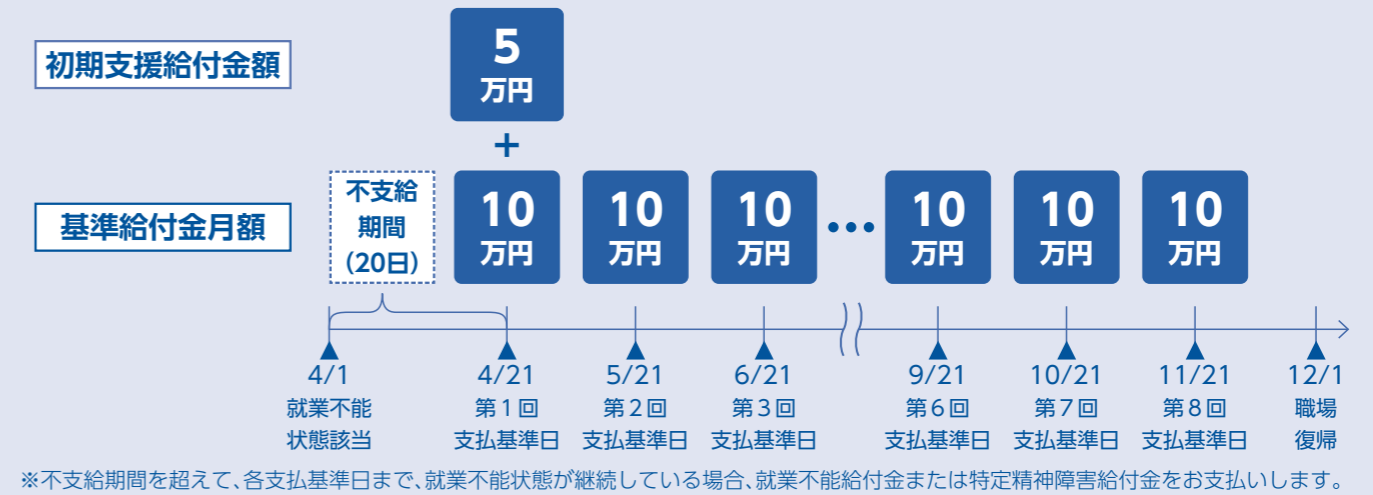 初期支援給付金額
5
万円
+
基準給付金月額
不支給
期間
(20日)
10
万円
10
万円
10
万円
•••
10
万円
10
万円
10
万円
4/1
就業不能
状態該当
4/21
第1回
支払基準日
5/21
第2回
支払基準日
6/21
第3回
支払基準日
9/21
第6回
支払基準日
10/21
第7回
支払基準日
11/21
第8回
支払基準日
12/1
職場
復帰
※不支給期間を超えて、各支払基準日まで、就業不能状態が継続している場合、就業不能給付金または特定精神障害給付金をお支払いします。